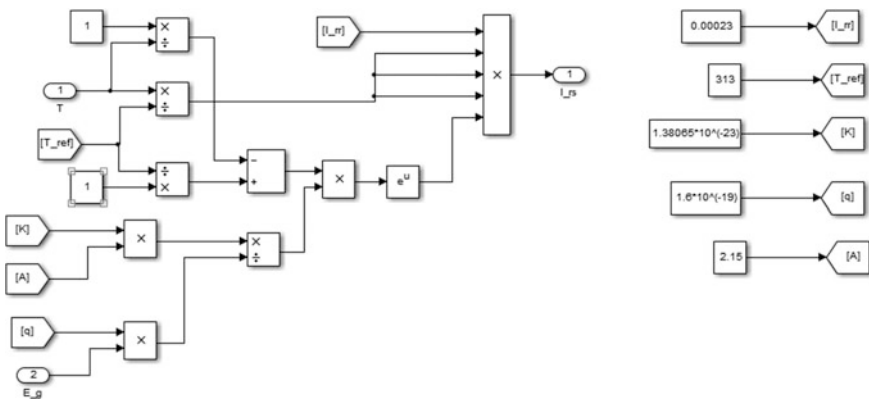 1
×
÷
[I_rr]
×
1
I_rs
1
T
×
÷
[T_ref]
÷
×
1
−
+
×
e^u
[K]
[A]
×
×
÷
[q]
2
E_g
×
0.00023
[I_rr]
313
[T_ref]
1.38065*10^(-23)
[K]
1.6*10^(-19)
[q]
2.15
[A]